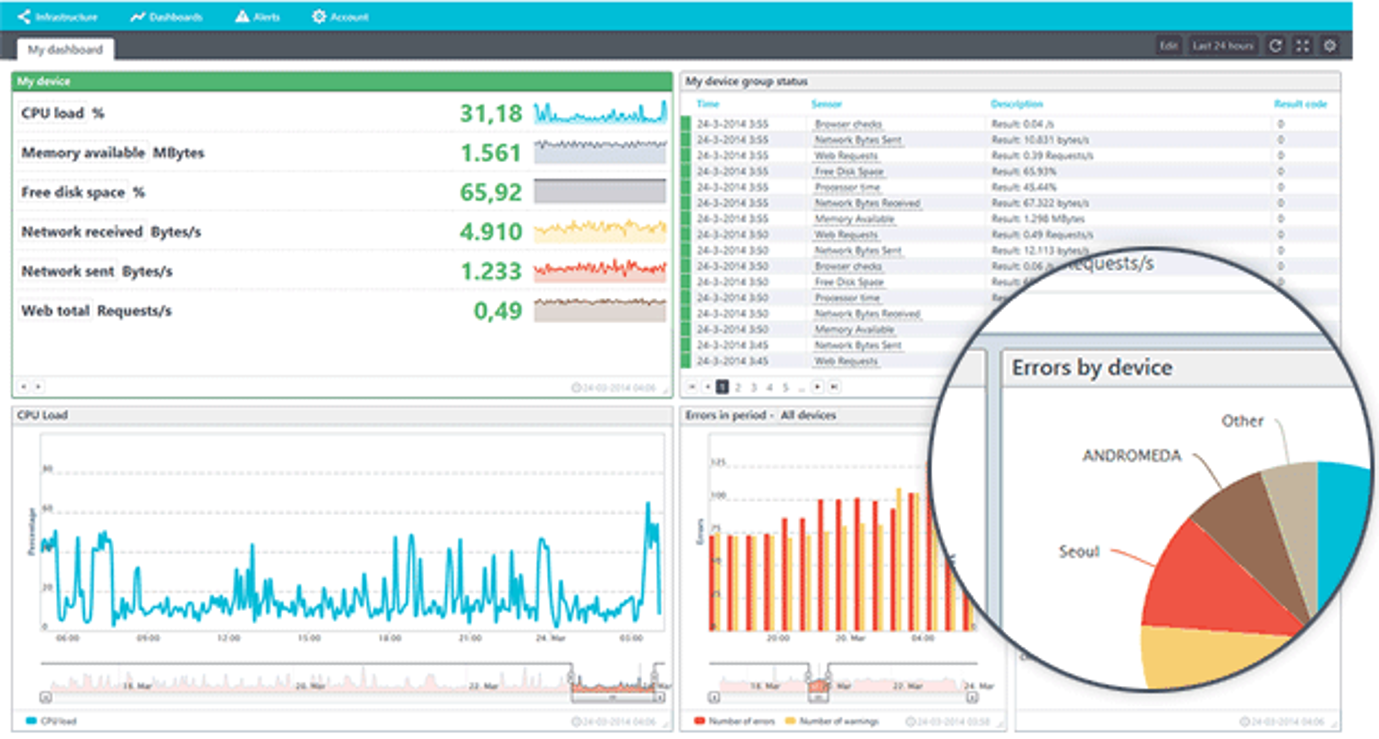 Infrastructure Dashboards Alerts Account
My dashboard
Edit Last 24 hours
My device
CPU load % 31,18
Memory available MBytes 1.561
Free disk space % 65,92
Network received Bytes/s 4.910
Network sent Bytes/s 1.233
Web total Requests/s 0,49
24-03-2014 04:06
My device group status
Time Sensor Description Result code
24-3-2014 3:55 Browser checks Result: 0.04 /s 0
24-3-2014 3:55 Network Bytes Sent Result: 10.831 bytes/s 0
24-3-2014 3:55 Web Requests Result: 0.39 Requests/s 0
24-3-2014 3:55 Free Disk Space Result: 65.93% 0
24-3-2014 3:55 Processor time Result: 45.44% 0
24-3-2014 3:55 Network Bytes Received Result: 67.322 bytes/s 0
24-3-2014 3:55 Memory Available Result: 1.298 MBytes 0
24-3-2014 3:55 Web Requests Result: 0.49 Requests/s 0
24-3-2014 3:50 Network Bytes Sent Result: 12.113 bytes/s 0
24-3-2014 3:50 Browser checks Result: 0.06 0
24-3-2014 3:50 Free Disk Space 0
24-3-2014 3:50 Processor time
24-3-2014 3:50 Network Bytes Received
24-3-2014 3:50 Memory Available
24-3-2014 3:45 Network Bytes Sent
24-3-2014 3:45 Web Requests
1 2 3 4 5 ...
CPU Load
Percentage
80
60
40
20
0
06:00 09:00 12:00 15:00 18:00 21:00 24. Mar 03:00
18. Mar 20. Mar 22. Mar
CPU load
24-03-2014 04:06
Errors in period - All devices
Errors
125
100
75
0
20:00 20. Mar 04:00
18. Mar 22. Mar 24. Mar
Number of errors Number of warnings
24-03-2014 03:58
Requests/s
Errors by device
Other
ANDROMEDA
Seoul
24-03-2014 04:06